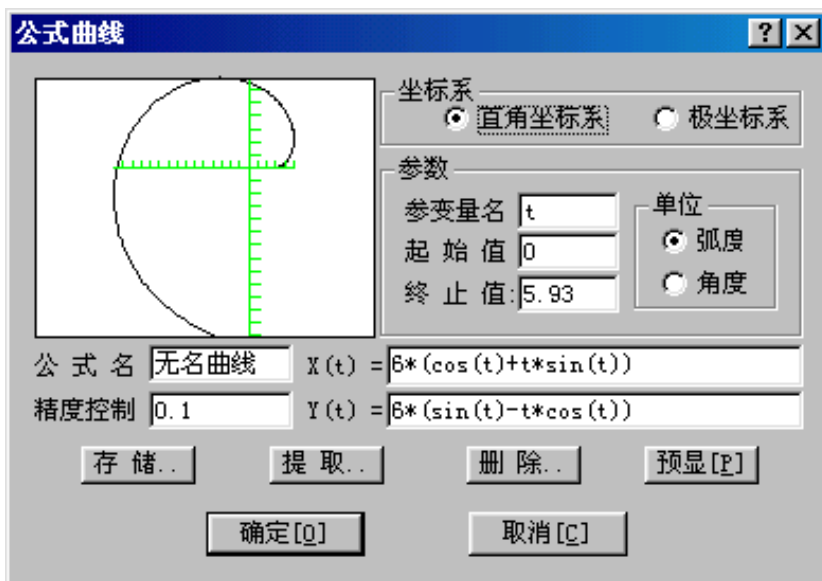 公式曲线
坐标系
直角坐标系 极坐标系
参数
参变量名 t
起 始 值 0
终 止 值: 5.93
单位
弧度
角度
公 式 名 无名曲线 X(t) = 6*(cos(t)+t*sin(t))
精度控制 0.1 Y(t) = 6*(sin(t)-t*cos(t))
存 储.. 提 取.. 删 除.. 预显[P]
确定[O] 取消[C]